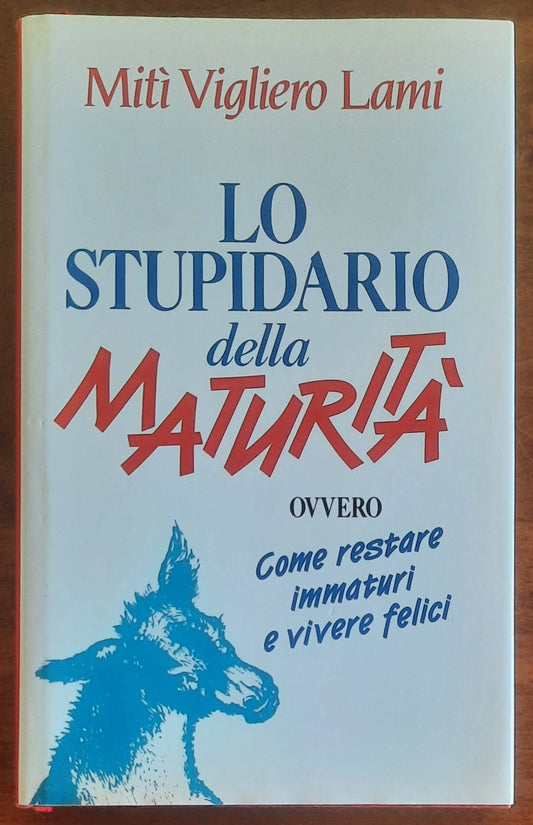 Mitì Vigliero Lami
LO
STUPIDARIO
della
MATURITÀ
OVVERO
Come restare
immaturi
e vivere felici